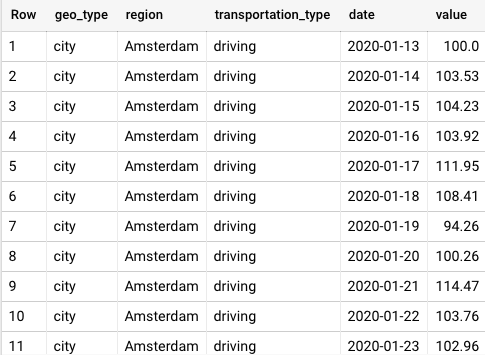 Row geo_type region transportation_type date value
1 city Amsterdam driving 2020-01-13 100.0
2 city Amsterdam driving 2020-01-14 103.53
3 city Amsterdam driving 2020-01-15 104.23
4 city Amsterdam driving 2020-01-16 103.92
5 city Amsterdam driving 2020-01-17 111.95
6 city Amsterdam driving 2020-01-18 108.41
7 city Amsterdam driving 2020-01-19 94.26
8 city Amsterdam driving 2020-01-20 100.26
9 city Amsterdam driving 2020-01-21 114.47
10 city Amsterdam driving 2020-01-22 103.76
11 city Amsterdam driving 2020-01-23 102.96